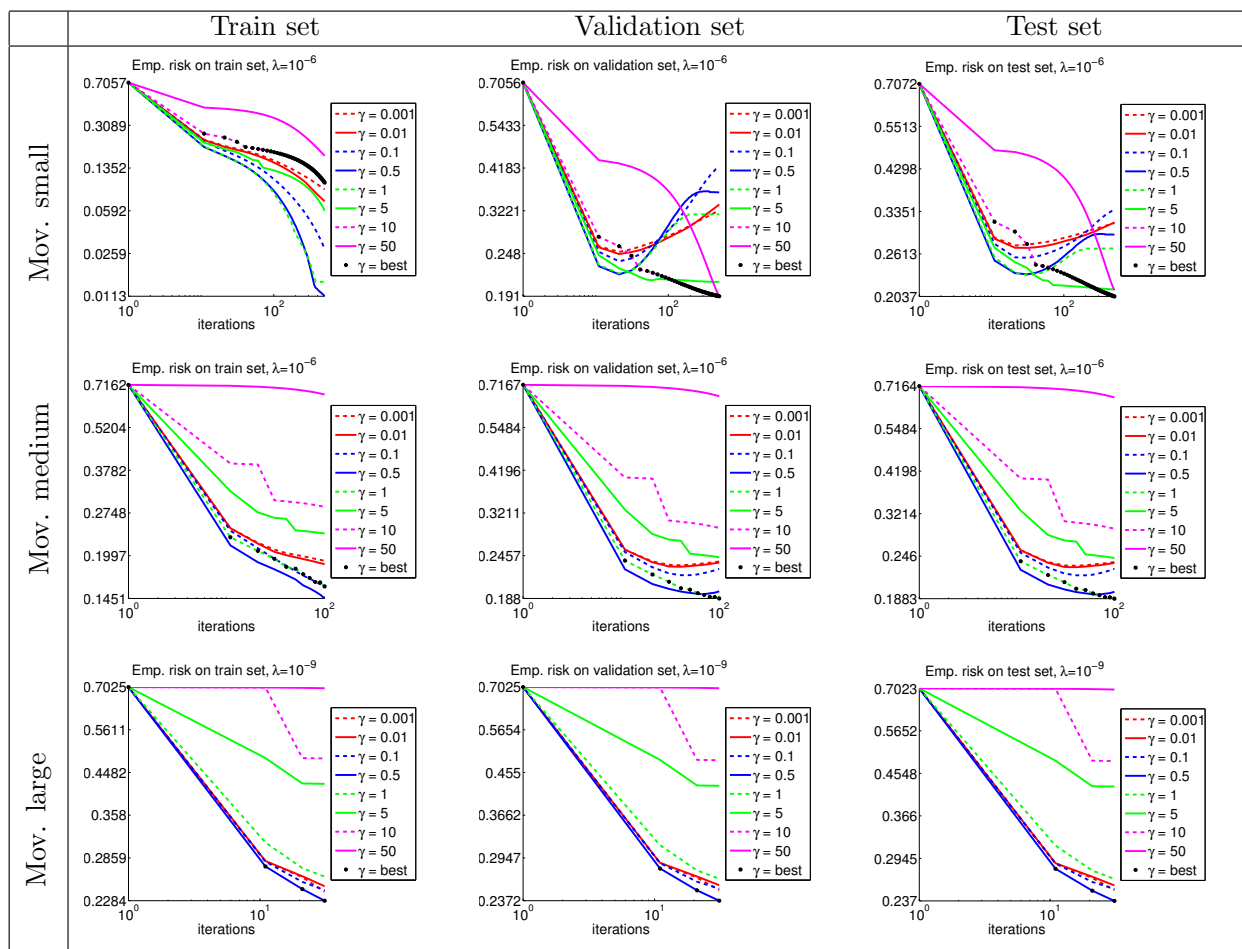 Train set
Validation set
Test set
Mov. small
Emp. risk on train set, λ=10⁻⁶
0.7057
0.3089
0.1352
0.0592
0.0259
0.0113
10⁰
10²
iterations
γ = 0.001
γ = 0.01
γ = 0.1
γ = 0.5
γ = 1
γ = 5
γ = 10
γ = 50
γ = best
Emp. risk on validation set, λ=10⁻⁶
0.7056
0.5433
0.4183
0.3221
0.248
0.191
10⁰
10²
iterations
γ = 0.001
γ = 0.01
γ = 0.1
γ = 0.5
γ = 1
γ = 5
γ = 10
γ = 50
γ = best
Emp. risk on test set, λ=10⁻⁶
0.7072
0.5513
0.4298
0.3351
0.2613
0.2037
10⁰
10²
iterations
γ = 0.001
γ = 0.01
γ = 0.1
γ = 0.5
γ = 1
γ = 5
γ = 10
γ = 50
γ = best
Mov. medium
Emp. risk on train set, λ=10⁻⁶
0.7162
0.5204
0.3782
0.2748
0.1997
0.1451
10⁰
10²
iterations
γ = 0.001
γ = 0.01
γ = 0.1
γ = 0.5
γ = 1
γ = 5
γ = 10
γ = 50
γ = best
Emp. risk on validation set, λ=10⁻⁶
0.7167
0.5484
0.4196
0.3211
0.2457
0.188
10⁰
10²
iterations
γ = 0.001
γ = 0.01
γ = 0.1
γ = 0.5
γ = 1
γ = 5
γ = 10
γ = 50
γ = best
Emp. risk on test set, λ=10⁻⁶
0.7164
0.5484
0.4198
0.3214
0.246
0.1883
10⁰
10²
iterations
γ = 0.001
γ = 0.01
γ = 0.1
γ = 0.5
γ = 1
γ = 5
γ = 10
γ = 50
γ = best
Mov. large
Emp. risk on train set, λ=10⁻⁹
0.7025
0.5611
0.4482
0.358
0.2859
0.2284
10⁰
10¹
iterations
γ = 0.001
γ = 0.01
γ = 0.1
γ = 0.5
γ = 1
γ = 5
γ = 10
γ = 50
γ = best
Emp. risk on validation set, λ=10⁻⁹
0.7025
0.5654
0.455
0.3662
0.2947
0.2372
10⁰
10¹
iterations
γ = 0.001
γ = 0.01
γ = 0.1
γ = 0.5
γ = 1
γ = 5
γ = 10
γ = 50
γ = best
Emp. risk on test set, λ=10⁻⁹
0.7023
0.5652
0.4548
0.366
0.2945
0.237
10⁰
10¹
iterations
γ = 0.001
γ = 0.01
γ = 0.1
γ = 0.5
γ = 1
γ = 5
γ = 10
γ = 50
γ = best